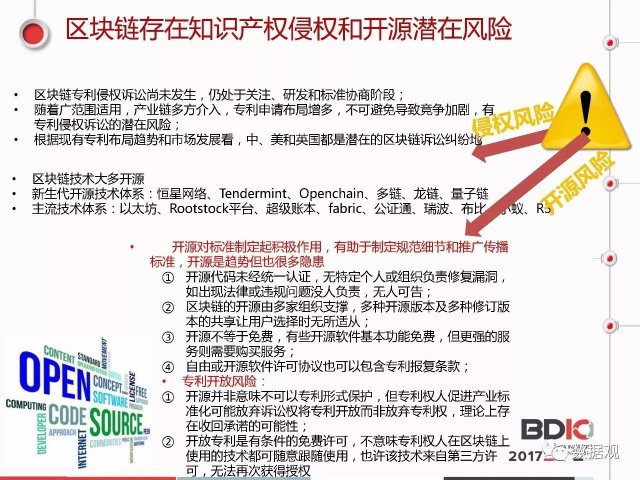 区块链存在知识产权侵权和开源潜在风险
• 区块链专利侵权诉讼尚未发生，仍处于关注、研发和标准协商阶段；
• 随着广范围适用，产业链多方介入，专利申请布局增多，不可避免导致竞争加剧，有
专利侵权诉讼的潜在风险；
• 根据现有专利布局趋势和市场发展看，中、美和英国都是潜在的区块链诉讼纠纷地
侵权风险
开源风险
• 区块链技术大多开源
• 新生代开源技术体系：恒星网络、Tendermint、Openchain、多链、龙链、量子链
• 主流技术体系：以太坊、Rootstock平台、超级账本、fabric、公证通、瑞波、布比、小蚁、R3
• 开源对标准制定起积极作用，有助于制定规范细节和推广传播
标准，开源是趋势但也很多隐患
① 开源代码未经统一认证，无特定个人或组织负责修复漏洞，
如出现法律或违规问题没人负责，无人可告；
② 区块链的开源由多家组织支撑，多种开源版本及多种修订版
本的共享让用户选择时无所适从；
③ 开源不等于免费，有些开源软件基本功能免费，但更强的服
务则需要购买服务；
④ 自由或开源软件许可协议也可以包含专利报复条款；
• 专利开放风险：
① 开源并非意味不可以专利形式保护，但专利权人促进产业标
准化可能放弃诉讼权将专利开放而非放弃专利权，理论上存
在收回承诺的可能性；
② 开放专利是有条件的免费许可，不意味专利权人在区块链上
使用的技术都可随意跟随使用，也许该技术来自第三方许
可，无法再次获得授权
CONTENT
STANDARD
MOVEMENT
OPEN
CONCEPT
FREE
LICENSE
SOFTWARE
COMPUTING
CODE
SOURCE
DEVELOPER
APPROACH
INTERNET
COMMUNITIES
BDIC
2017
数据观